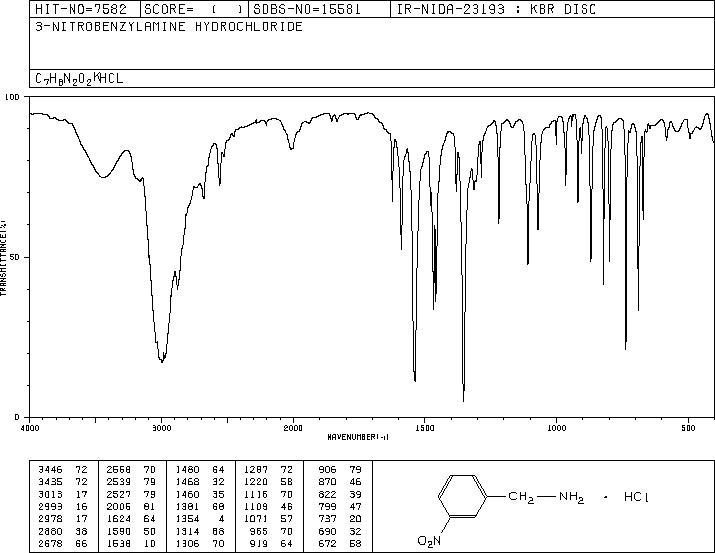 HIT-NO=7582 SCORE= ( ) SDBS-NO=15581 IR-NIDA-23193 : KBR DISC
3-NITROBENZYLAMINE HYDROCHLORIDE
C7H8N2O2·HCL
100
50
0
TRANSMITTANCE(%)
4000 3000 2000 1500 1000 500
WAVENUMBER(-1)
3446 72 2568 70 1480 64 1287 72 906 79
3435 72 2539 79 1468 32 1220 58 870 46
3013 17 2527 79 1460 35 1116 70 822 39
2993 16 2006 81 1381 68 1109 46 799 47
2978 17 1624 64 1354 4 1071 57 737 20
2880 38 1590 50 1314 68 965 70 690 32
2678 66 1538 10 1306 70 919 64 672 58
CH2 NH2 · HCl
O2N